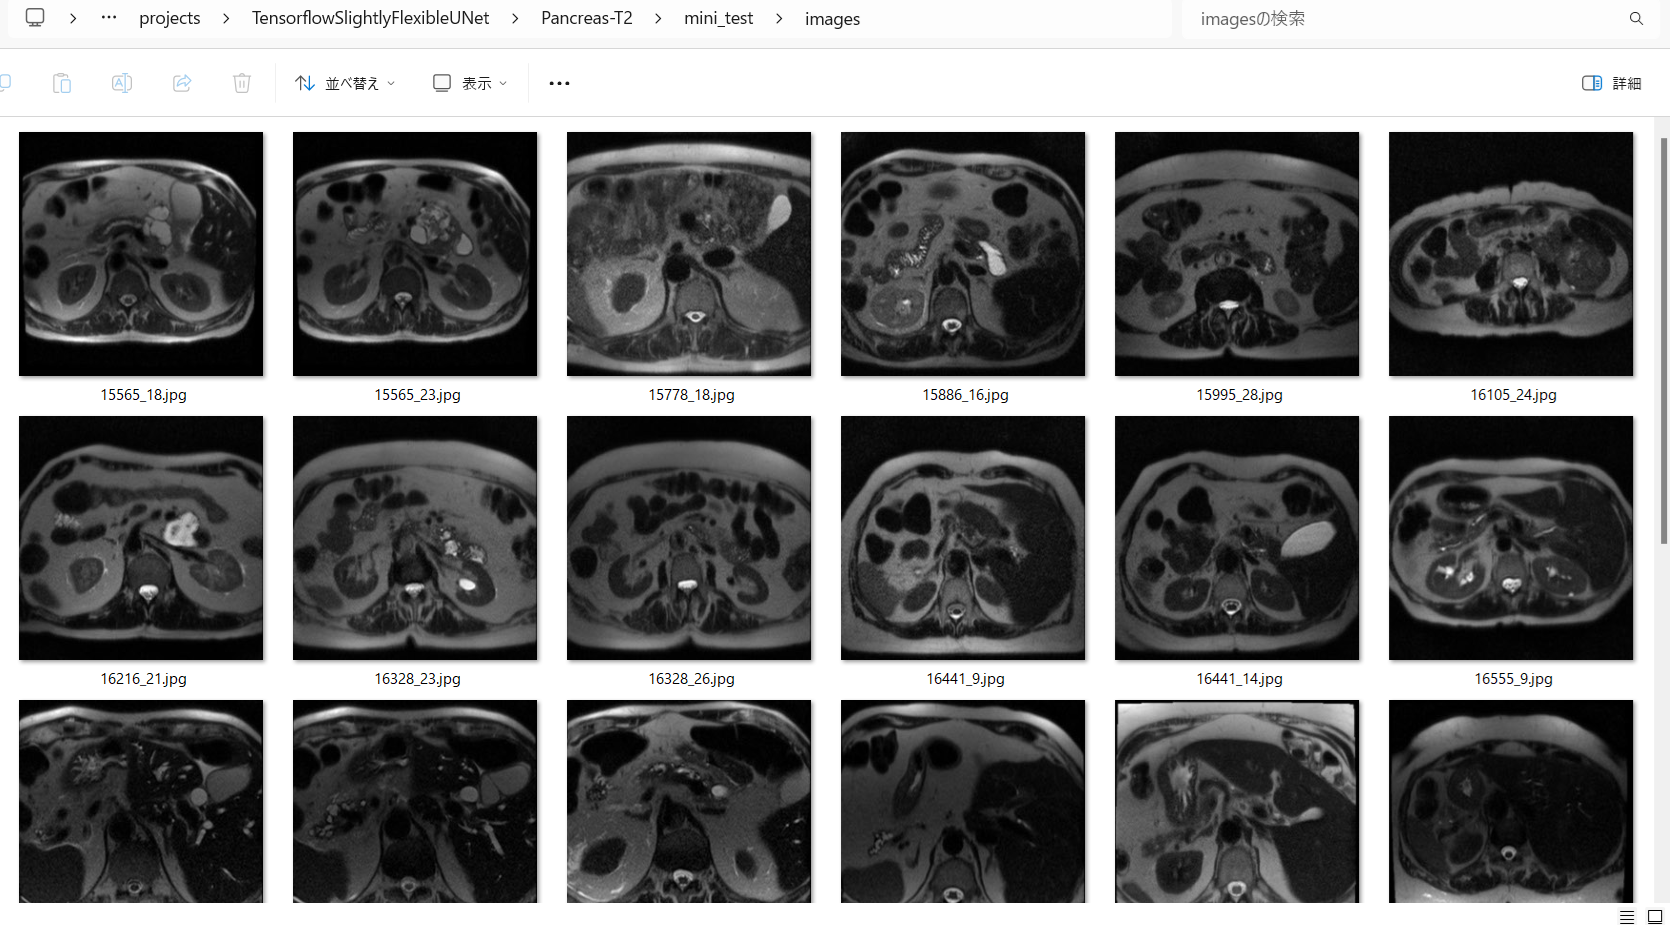 projects > TensorflowSlightlyFlexibleUNet > Pancreas-T2 > mini_test > images
imagesの検索
並べ替え 表示 詳細
15565_18.jpg 15565_23.jpg 15778_18.jpg 15886_16.jpg 15995_28.jpg 16105_24.jpg
16216_21.jpg 16328_23.jpg 16328_26.jpg 16441_9.jpg 16441_14.jpg 16555_9.jpg